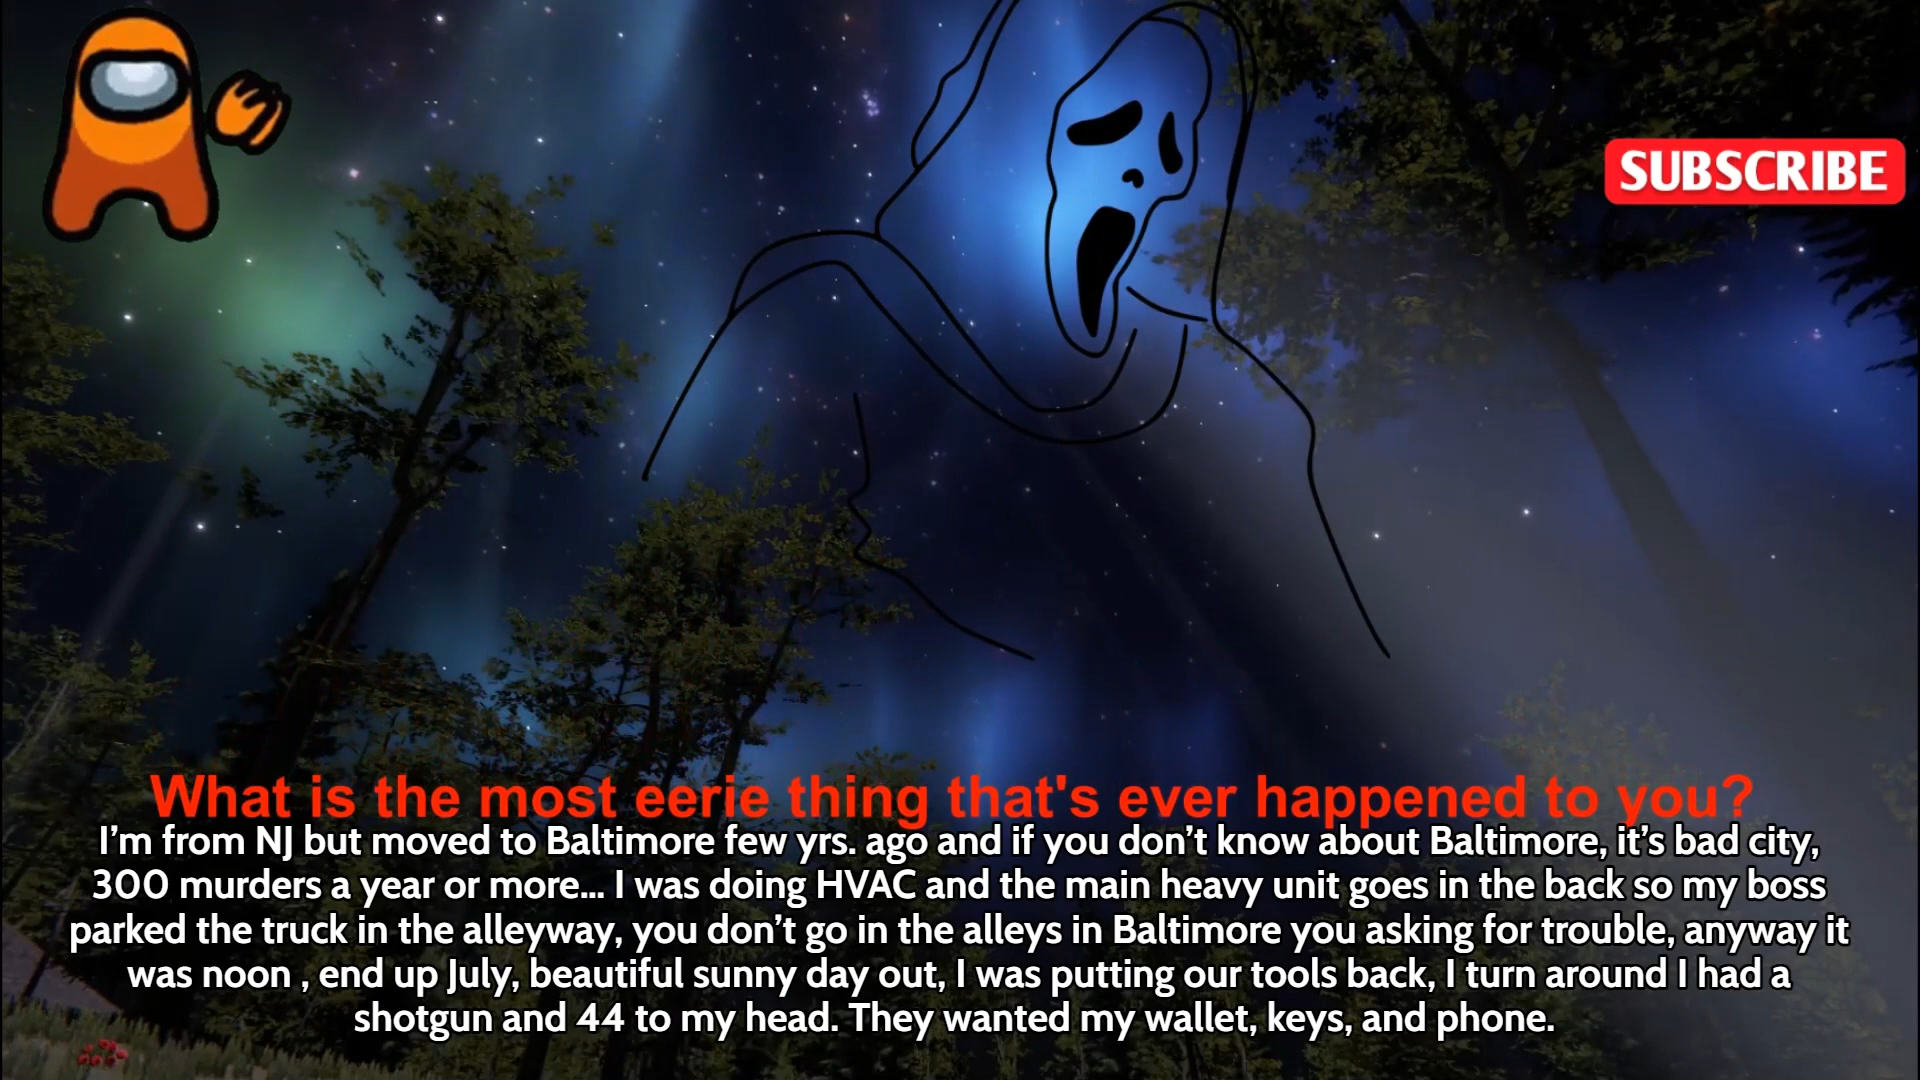 SUBSCRIBE
What is the most eerie thing that's ever happened to you?
I’m from NJ but moved to Baltimore few yrs. ago and if you don’t know about Baltimore, it’s bad city,
300 murders a year or more... I was doing HVAC and the main heavy unit goes in the back so my boss
parked the truck in the alleyway, you don’t go in the alleys in Baltimore you asking for trouble, anyway it
was noon , end up July, beautiful sunny day out, I was putting our tools back, I turn around I had a
shotgun and 44 to my head. They wanted my wallet, keys, and phone.